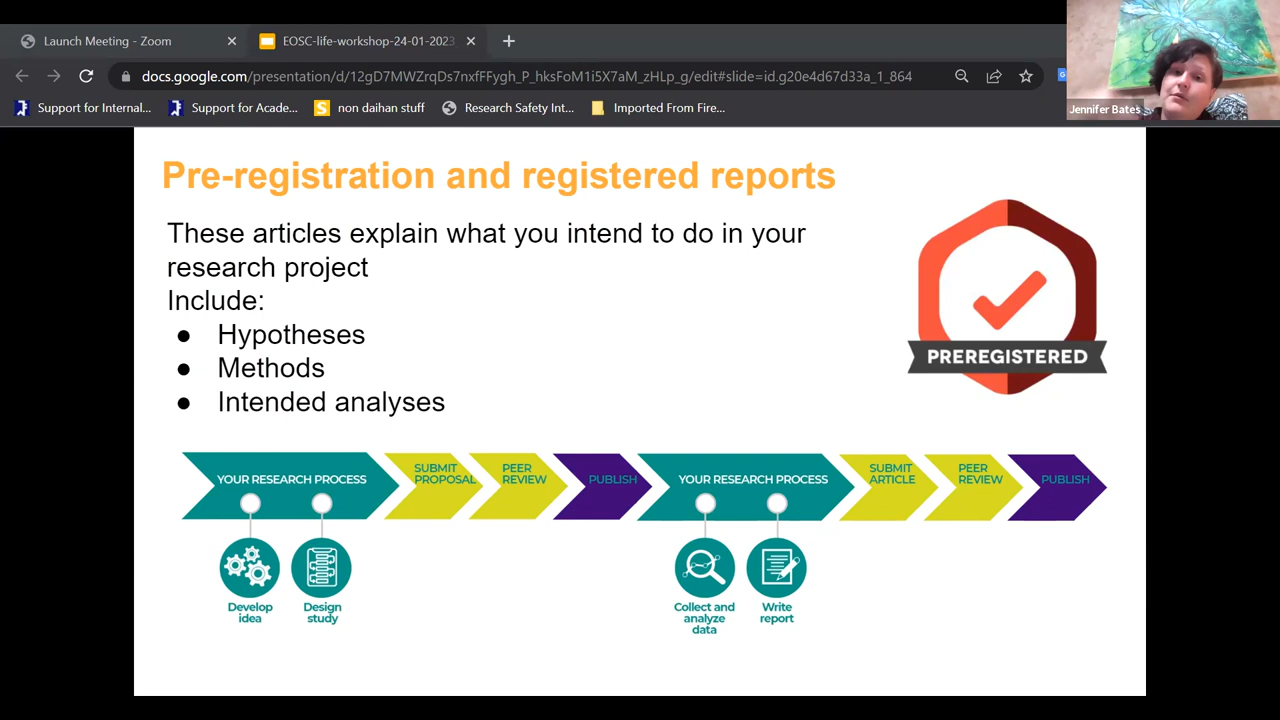 Launch Meeting - Zoom
EOSC-life-workshop-24-01-2023
docs.google.com/presentation/d/12gD7MWZrqDs7nxfFFygh_P_hksFoM1i5X7aM_zHLp_g/edit#slide=id.g20e4d67d33a_1_864
Support for Internal...
Support for Acade...
S
non daihan stuff
Research Safety Int...
Imported From Fire...
Jennifer Bates
Pre-registration and registered reports
These articles explain what you intend to do in your
research project
Include:
● Hypotheses
● Methods
● Intended analyses
PREREGISTERED
YOUR RESEARCH PROCESS
SUBMIT
PROPOSAL
PEER
REVIEW
PUBLISH
YOUR RESEARCH PROCESS
SUBMIT
ARTICLE
PEER
REVIEW
PUBLISH
Develop
idea
Design
study
Collect and
analyze
data
Write
report